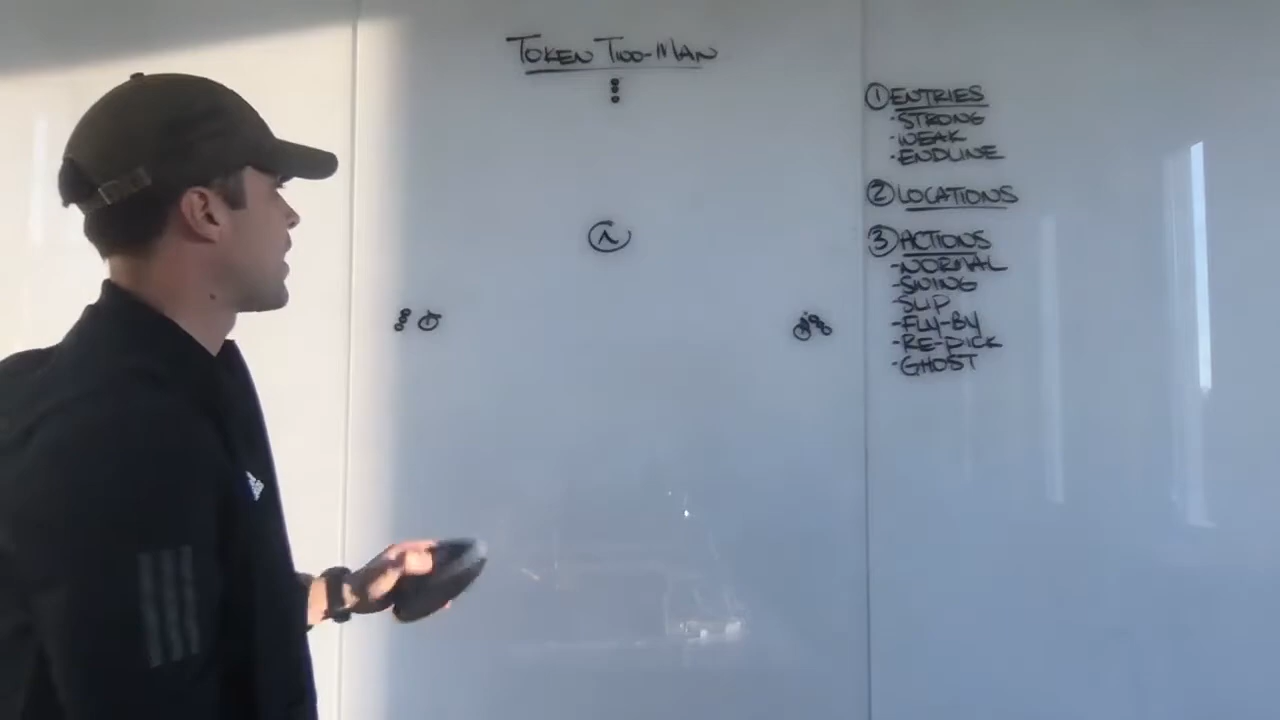 TOKEN TWO-MAN
① ENTRIES
·STRONG
·WEAK
·ENDLINE
② LOCATIONS
③ ACTIONS
-NORMAL
-SWING
-SLIP
-FLY-BY
-RE-PICK
-GHOST